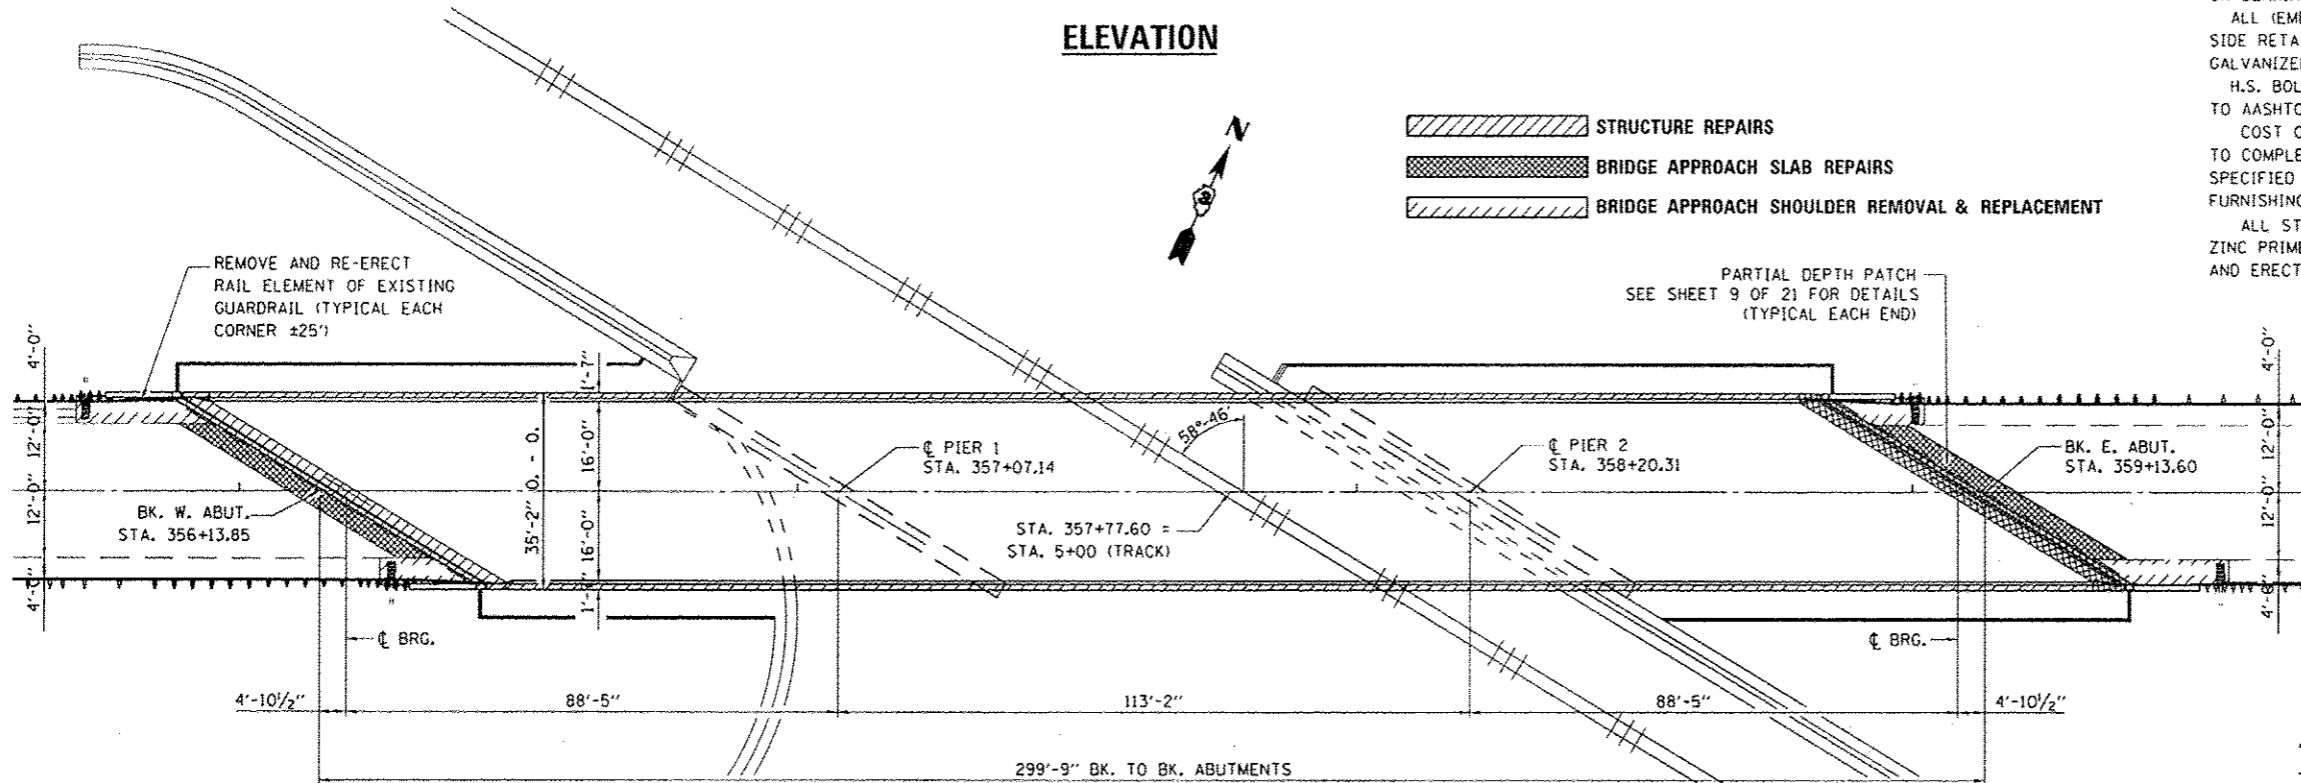 ELEVATION
ALL (EM
SIDE RETA
GALVANIZE
H.S. BOL
TO AASHTO
COST O
TO COMPLE
SPECIFIED
FURNISHING
ALL ST
ZINC PRIME
AND ERECT
N
STRUCTURE REPAIRS
BRIDGE APPROACH SLAB REPAIRS
BRIDGE APPROACH SHOULDER REMOVAL & REPLACEMENT
REMOVE AND RE-ERECT
RAIL ELEMENT OF EXISTING
GUARDRAIL (TYPICAL EACH
CORNER ±25')
PARTIAL DEPTH PATCH
SEE SHEET 9 OF 21 FOR DETAILS
(TYPICAL EACH END)
4'-0"
12'-0"
12'-0"
4'-0"
1'-7"
16'-0"
16'-0"
35'-2" O. - O.
58°-46'
℄ PIER 1
STA. 357+07.14
℄ PIER 2
STA. 358+20.31
BK. E. ABUT.
STA. 359+13.60
BK. W. ABUT.
STA. 356+13.85
STA. 357+77.60 =
STA. 5+00 (TRACK)
4'-0"
12'-0"
12'-0"
4'-0"
℄ BRG.
℄ BRG.
4'-10½"
88'-5"
113'-2"
88'-5"
4'-10½"
299'-9" BK. TO BK. ABUTMENTS